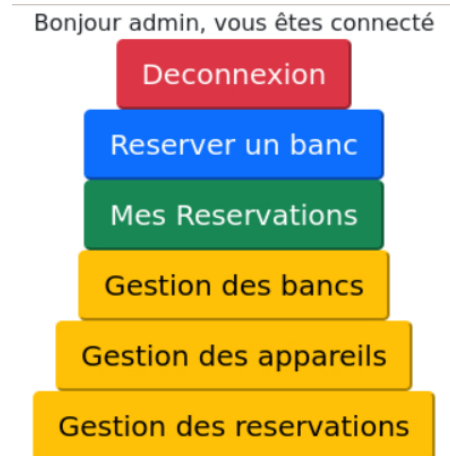 Bonjour admin, vous êtes connecté
Deconnexion
Reserver un banc
Mes Reservations
Gestion des bancs
Gestion des appareils
Gestion des reservations